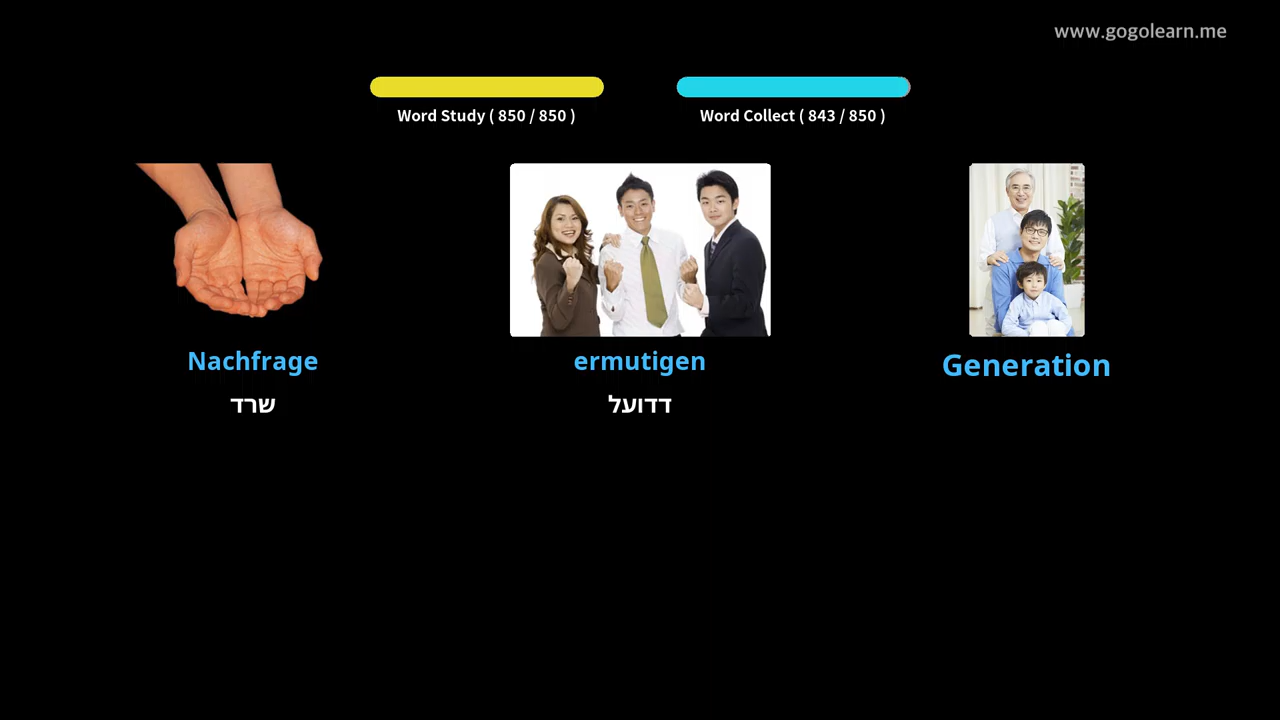 www.gogolearn.me
Word Study ( 850 / 850 )
Word Collect ( 843 / 850 )
Nachfrage
שרד
ermutigen
דדועל
Generation